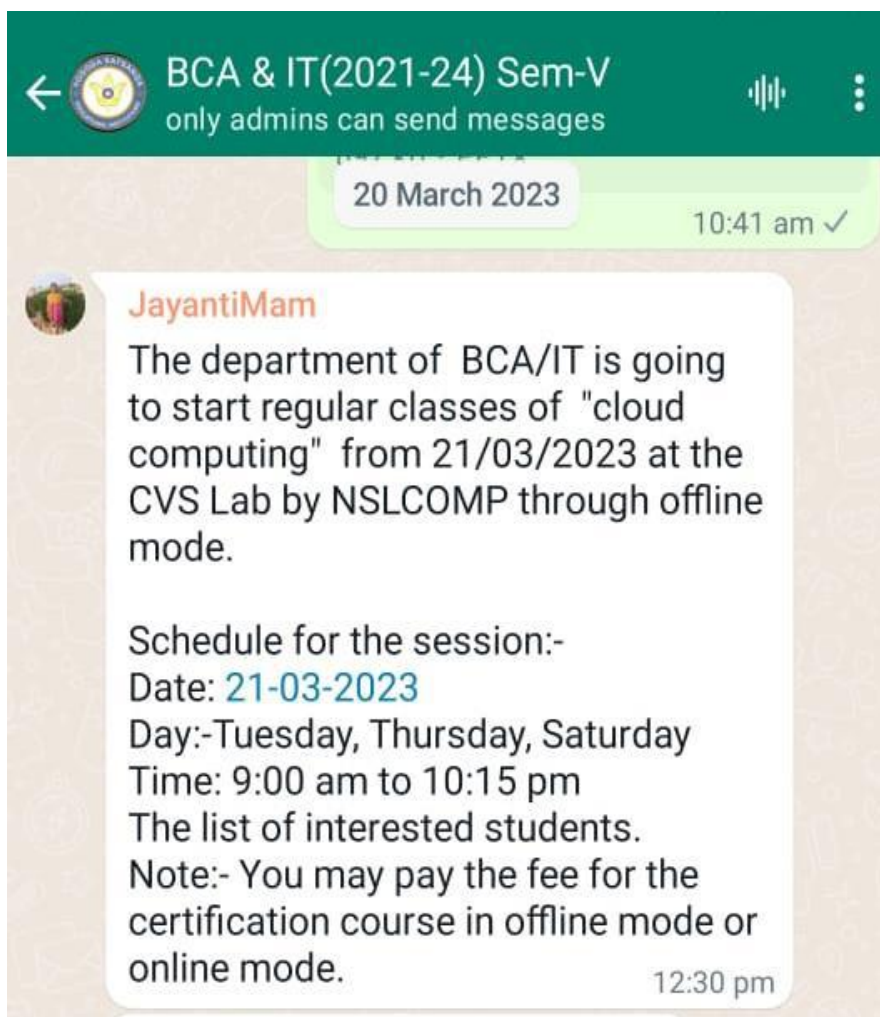 BCA & IT(2021-24) Sem-V
only admins can send messages
20 March 2023
10:41 am
JayantiMam
The department of BCA/IT is going
to start regular classes of "cloud
computing" from 21/03/2023 at the
CVS Lab by NSLCOMP through offline
mode.
Schedule for the session:-
Date: 21-03-2023
Day:-Tuesday, Thursday, Saturday
Time: 9:00 am to 10:15 pm
The list of interested students.
Note:- You may pay the fee for the
certification course in offline mode or
online mode.
12:30 pm